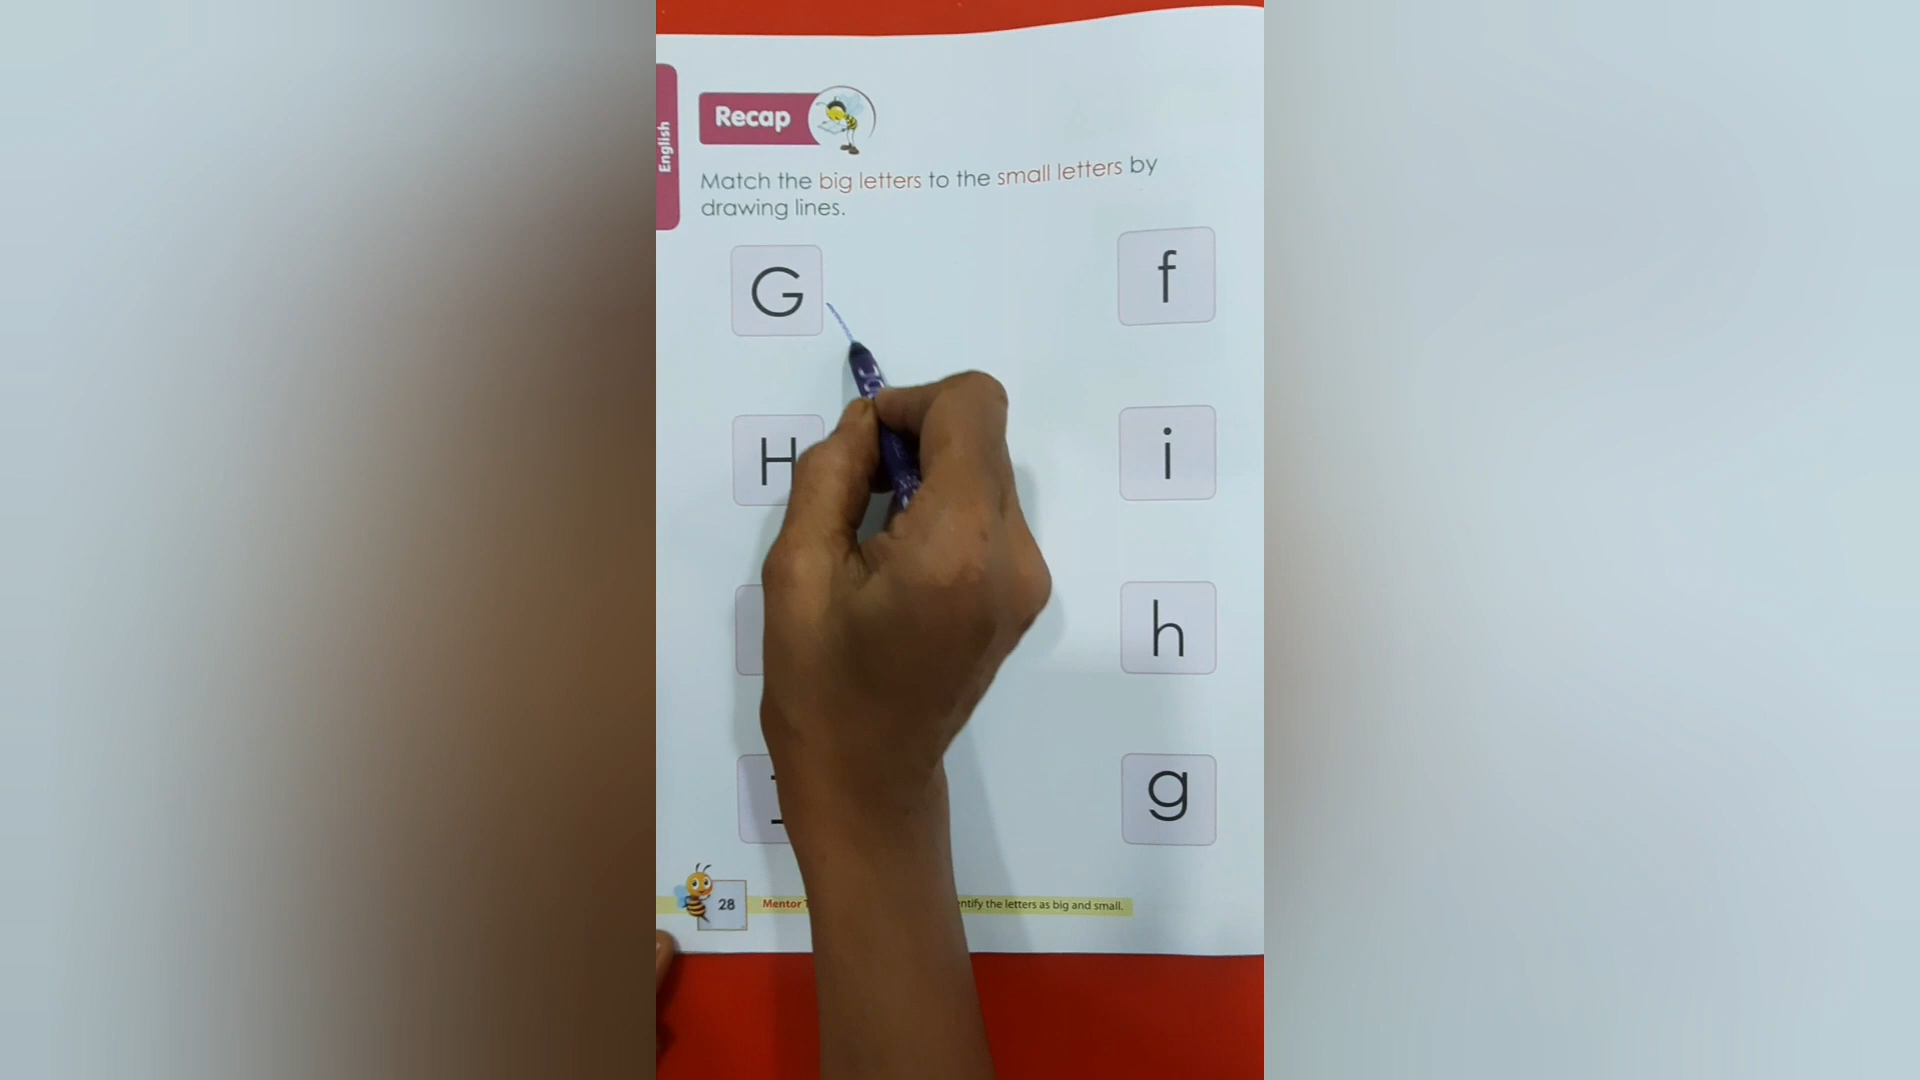 English
Recap
Match the big letters to the small letters by
drawing lines.
G
f
H
i
h
g
28
Mentor
the letters as big and small.